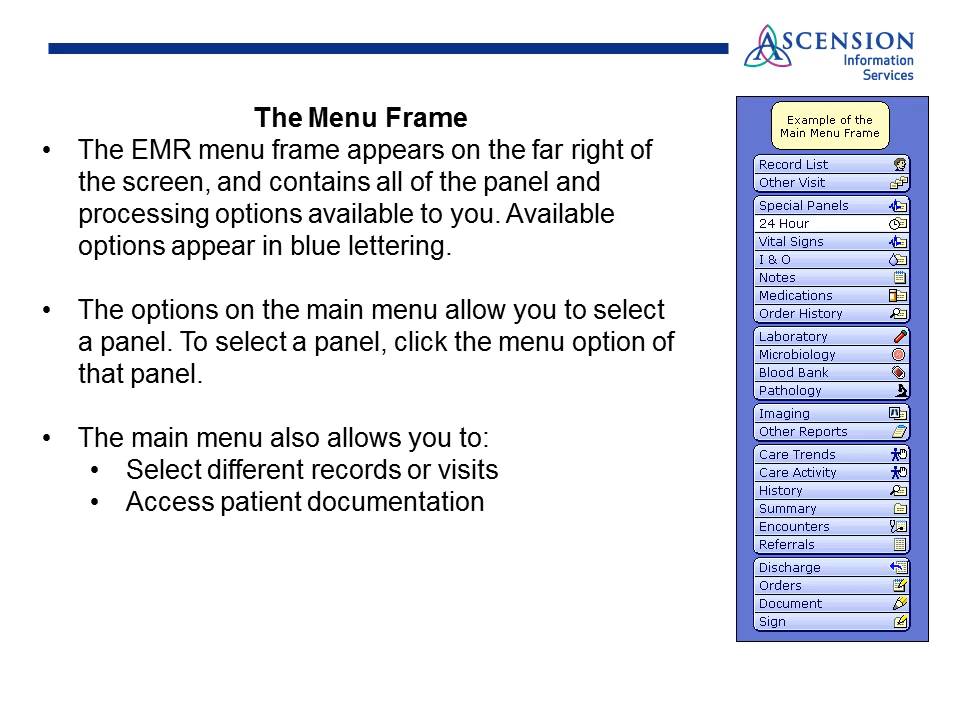 ASCENSION
Information
Services
The Menu Frame
• The EMR menu frame appears on the far right of
the screen, and contains all of the panel and
processing options available to you. Available
options appear in blue lettering.
• The options on the main menu allow you to select
a panel. To select a panel, click the menu option of
that panel.
• The main menu also allows you to:
• Select different records or visits
• Access patient documentation
Example of the
Main Menu Frame
Record List
Other Visit
Special Panels
24 Hour
Vital Signs
I & O
Notes
Medications
Order History
Laboratory
Microbiology
Blood Bank
Pathology
Imaging
Other Reports
Care Trends
Care Activity
History
Summary
Encounters
Referrals
Discharge
Orders
Document
Sign